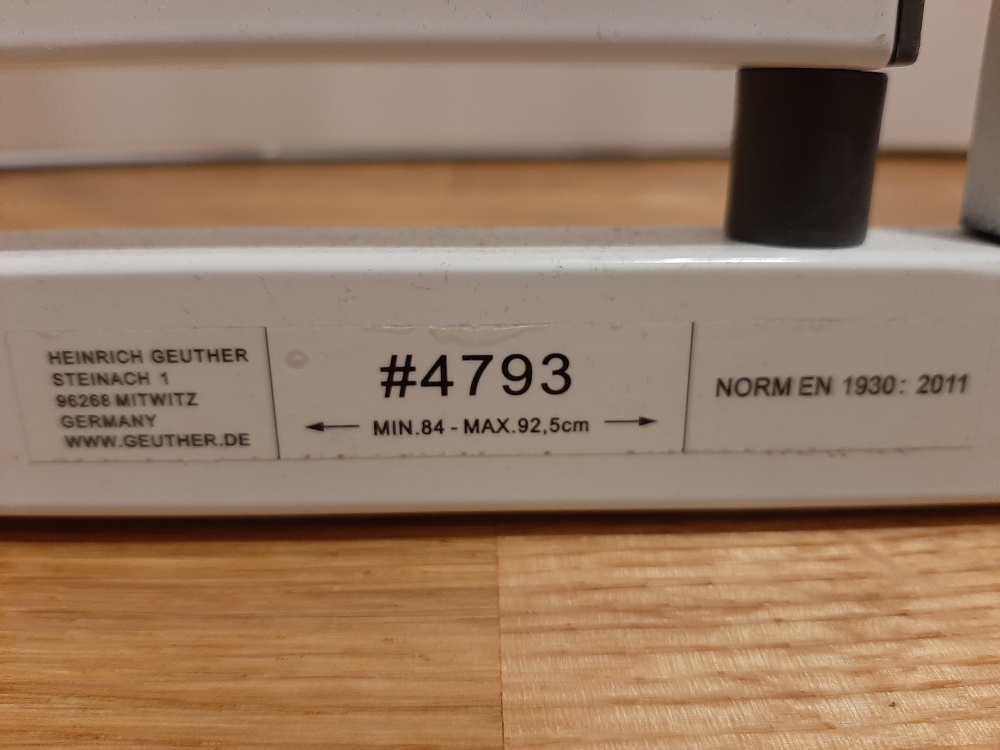 HEINRICH GEUTHER
STEINACH 1
96268 MITWITZ
GERMANY
WWW.GEUTHER.DE
#4793
MIN.84 - MAX.92,5cm
NORM EN 1930: 2011